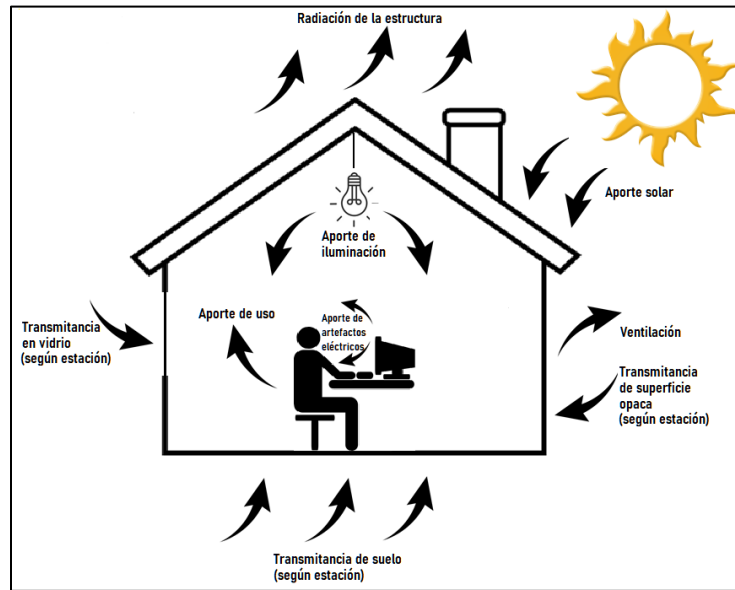 Radiación de la estructura
Aporte solar
Aporte de
iluminación
Aporte de uso
Aporte de
artefactos
eléctricos
Transmitancia
en vidrio
(según estación)
Ventilación
Transmitancia
de superficie
opaca
(según estación)
Transmitancia de suelo
(según estación)